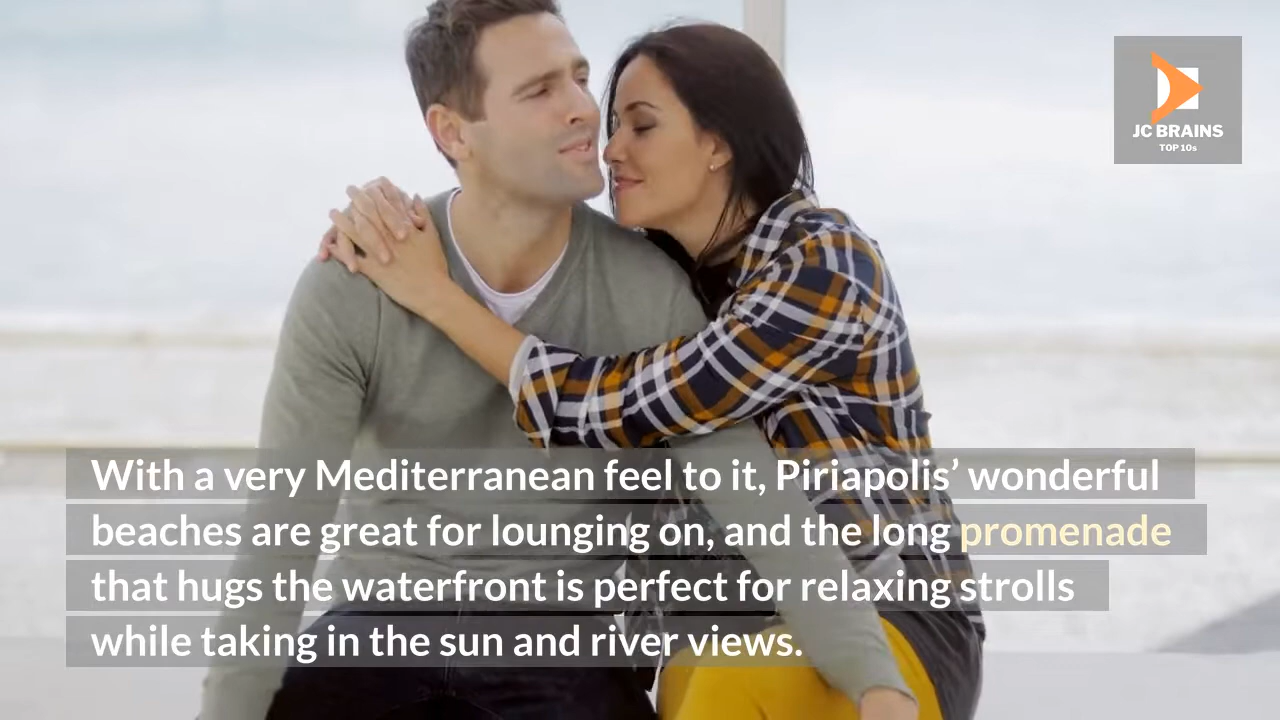 JC BRAINS
TOP 10s
With a very Mediterranean feel to it, Piriapolis’ wonderful
beaches are great for lounging on, and the long promenade
that hugs the waterfront is perfect for relaxing strolls
while taking in the sun and river views.